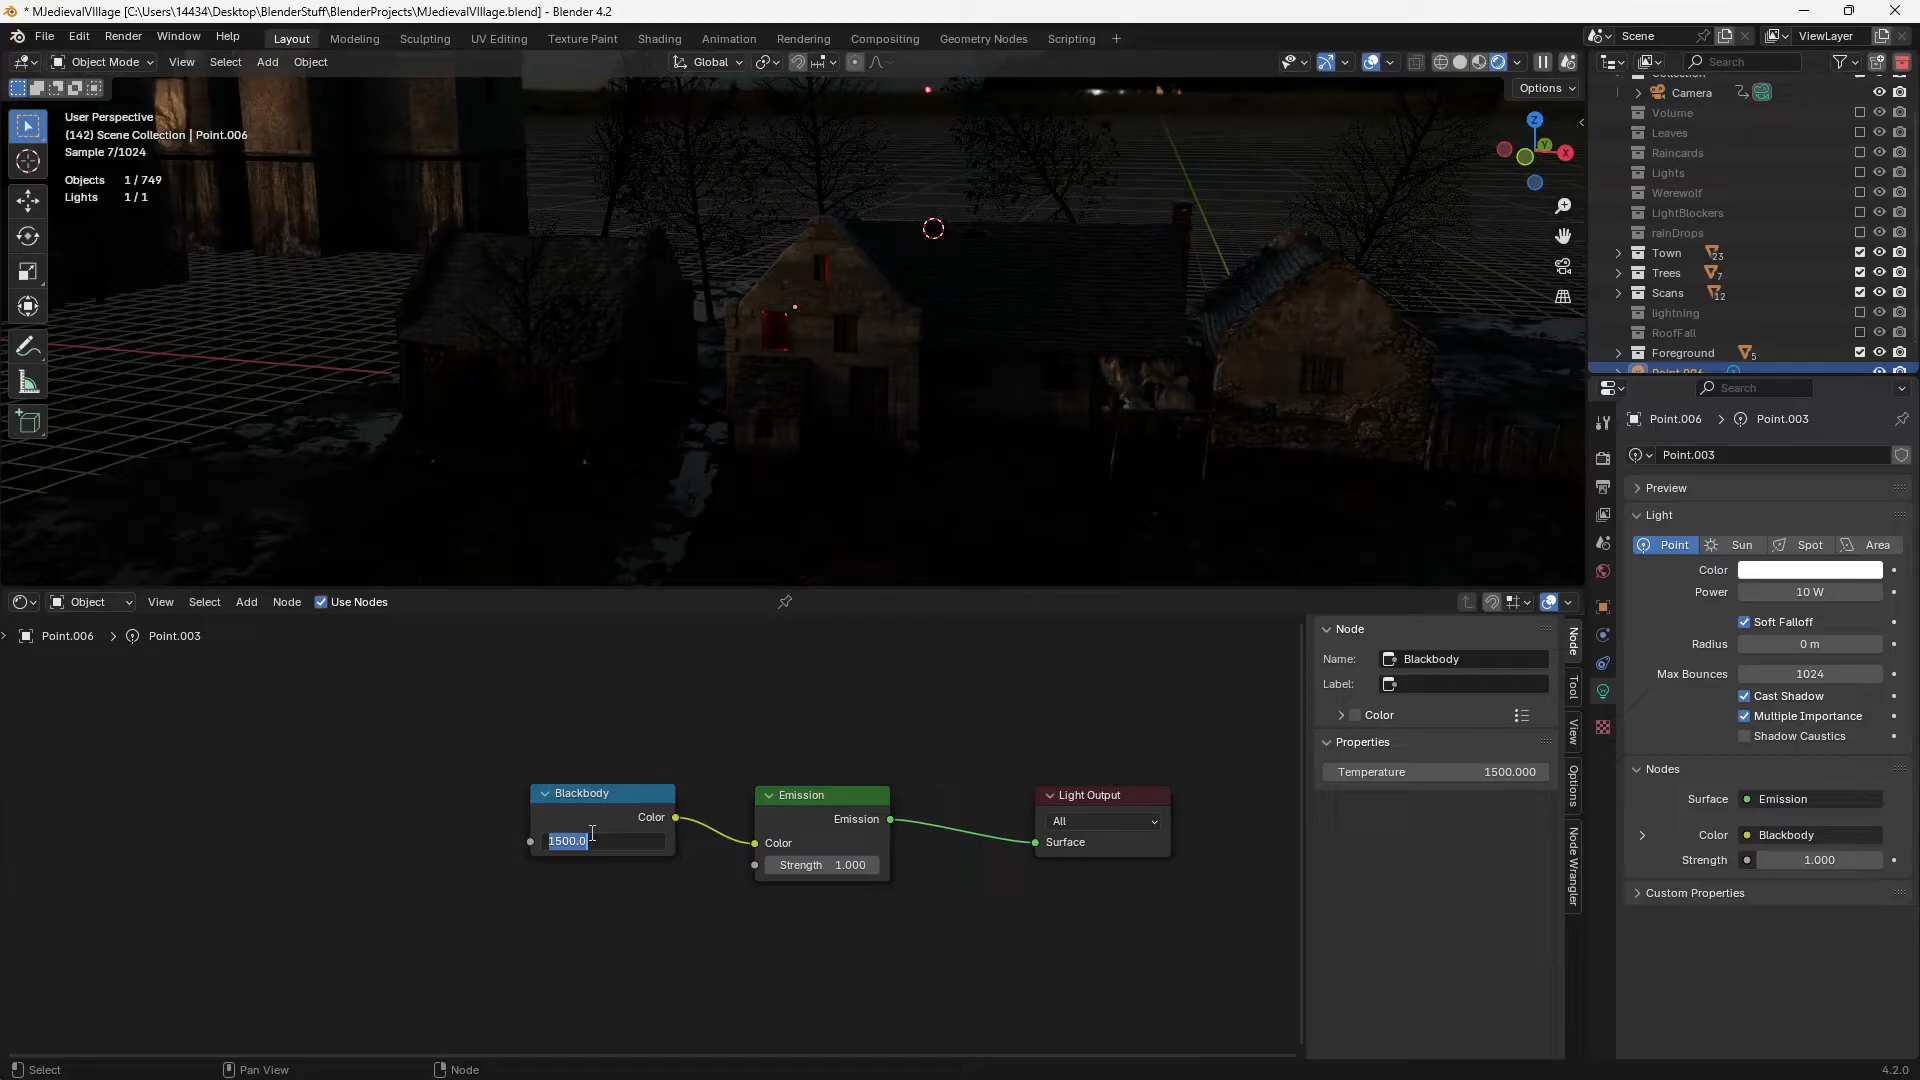 * MJedievalVIllage [C:\Users\14434\Desktop\BlenderStuff\BlenderProjects\MJedievalVIllage.blend] - Blender 4.2
File Edit Render Window Help Layout Modeling Sculpting UV Editing Texture Paint Shading Animation Rendering Compositing Geometry Nodes Scripting + Scene ViewLayer
Object Mode View Select Add Object Global Search
Options
User Perspective
(142) Scene Collection | Point.006
Sample 7/1024
Objects 1 / 749
Lights 1 / 1
Z
Y
X
Collection
Camera
Volume
Leaves
Raincards
Lights
Werewolf
LightBlockers
rainDrops
Town 23
Trees 7
Scans 12
lightning
RoofFall
Foreground 5
Point.006
Search
Point.006 > Point.003
Point.003
Preview
Light
Point Sun Spot Area
Color
Power 10 W
Soft Falloff
Radius 0 m
Max Bounces 1024
Cast Shadow
Multiple Importance
Shadow Caustics
Nodes
Surface Emission
Color Blackbody
Strength 1.000
Custom Properties
Object View Select Add Node Use Nodes
Point.006 > Point.003
Blackbody
Color
1500.0
Emission
Emission
Color
Strength 1.000
Light Output
All
Surface
Node
Name: Blackbody
Label:
Color
Properties
Temperature 1500.000
Node
Tool
View
Options
Node Wrangler
Select Pan View Node 4.2.0